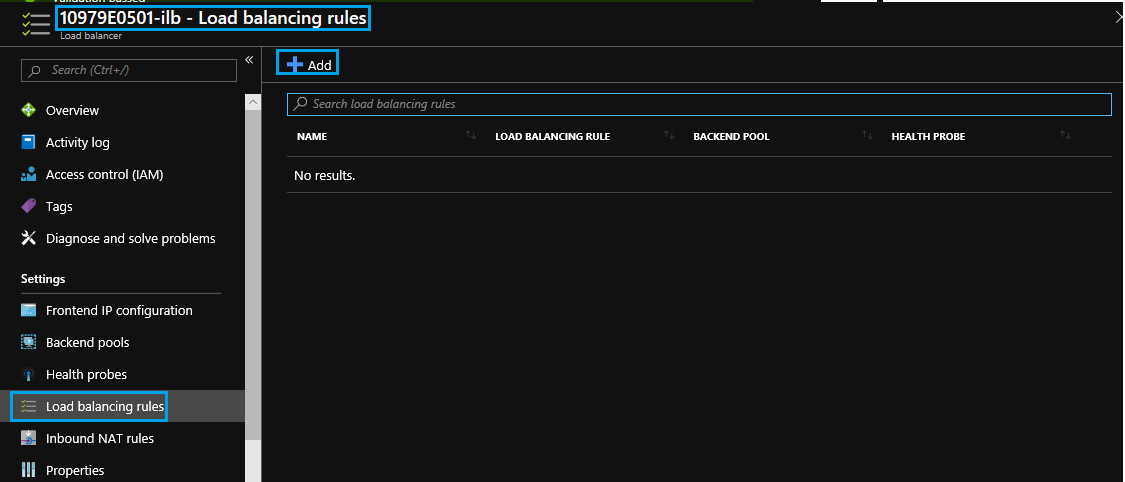 10979E0501-ilb - Load balancing rules
Load balancer
Search (Ctrl+/)
«
Overview
Activity log
Access control (IAM)
Tags
Diagnose and solve problems
Settings
Frontend IP configuration
Backend pools
Health probes
Load balancing rules
Inbound NAT rules
Properties
Add
Search load balancing rules
NAME LOAD BALANCING RULE BACKEND POOL HEALTH PROBE
No results.